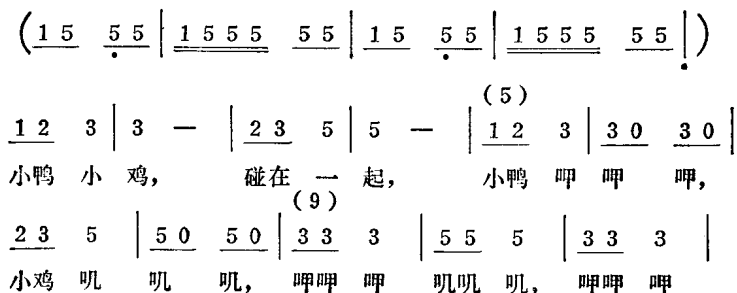 (1 5 5 5 | 1 5 5 5 5 5 | 1 5 5 5 | 1 5 5 5 5 5 |)
(5)
1 2 3 | 3 — | 2 3 5 | 5 — | 1 2 3 | 3 0 3 0 |
小鸭 小 鸡， 碰在 一 起， 小鸭 呷 呷 呷，
(9)
2 3 5 | 5 0 5 0 | 3 3 3 | 5 5 5 | 3 3 3 |
小鸡 叽 叽 叽， 呷呷 呷 叽叽 叽， 呷呷 呷